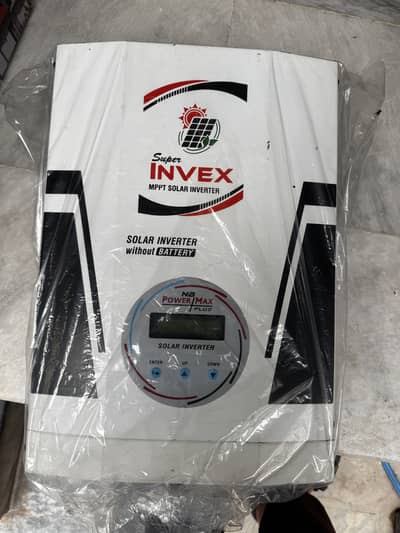 Super
INVEX
MPPT SOLAR INVERTER
SOLAR INVERTER
without BATTERY
NB
POWER MAX
PLUS
SOLAR INVERTER
ENTER UP DOWN